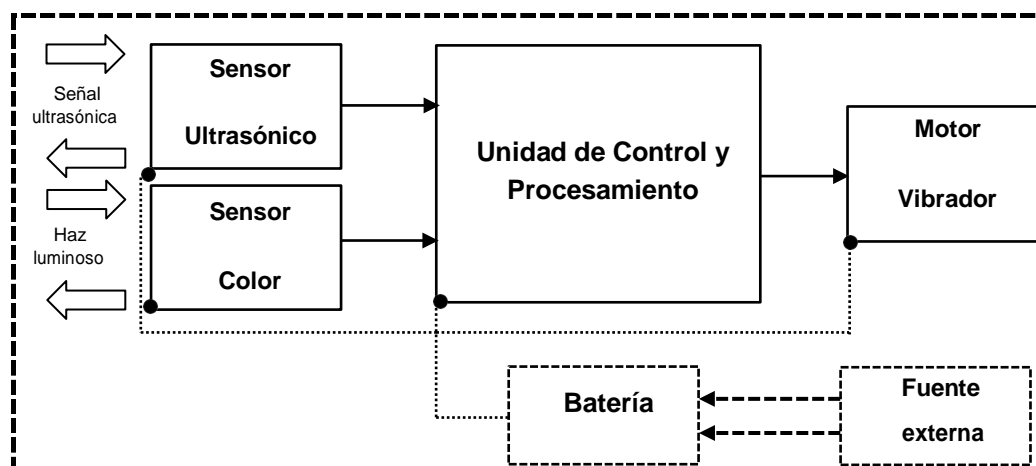 Señal
ultrasónica
Haz
luminoso
Sensor
Ultrasónico
Sensor
Color
Unidad de Control y
Procesamiento
Motor
Vibrador
Batería
Fuente
externa